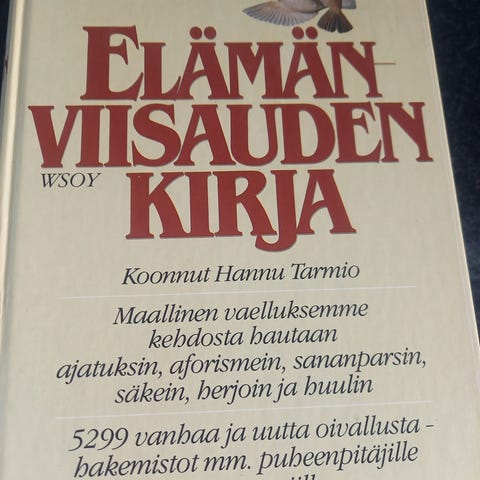 ELÄMÄN-
VIISAUDEN
WSOY
KIRJA
Koonnut Hannu Tarmio
Maallinen vaelluksemme
kehdosta hautaan
ajatuksin, aforismein, sananparsin,
säkein, herjoin ja huulin
5299 vanhaa ja uutta oivallusta -
hakemistot mm. puheenpitäjille